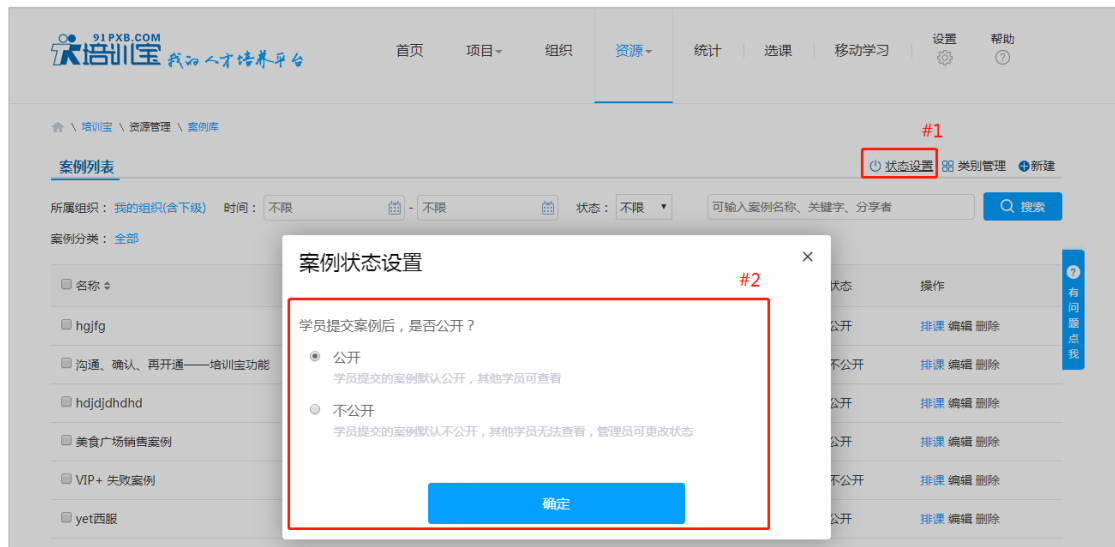 91PXB.COM
培训宝 我的人才培养平台
首页 项目 组织 资源 统计 选课 移动学习 设置 帮助
\ 培训宝 \ 资源管理 \ 案例库
#1
案例列表 状态设置 类别管理 新建
所属组织： 我的组织(含下级) 时间： 不限 - 不限 状态： 不限 可输入案例名称、关键字、分享者 搜索
案例分类： 全部
案例状态设置 ×
#2
名称 状态 操作
学员提交案例后，是否公开？
hgjfg 公开 排课 编辑 删除
公开
沟通、确认、再开通——培训宝功能 不公开 排课 编辑 删除
学员提交的案例默认公开，其他学员可查看
hdjdjdhdhd 公开 排课 编辑 删除
不公开
学员提交的案例默认不公开，其他学员无法查看，管理员可更改状态
美食广场销售案例 公开 排课 编辑 删除
VIP+ 失败案例 不公开 排课 编辑 删除
确定
yet西服 公开 排课 编辑 删除
有问题点我